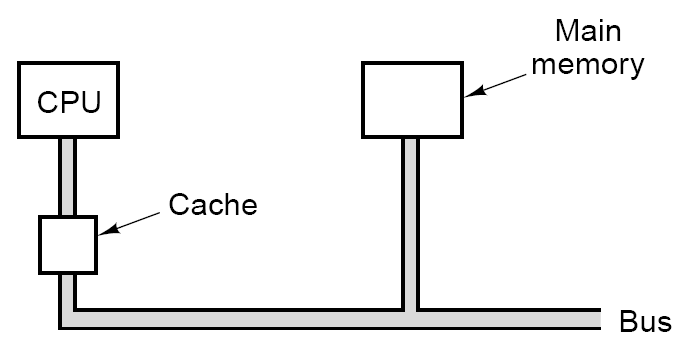 Main
memory
CPU
Cache
Bus